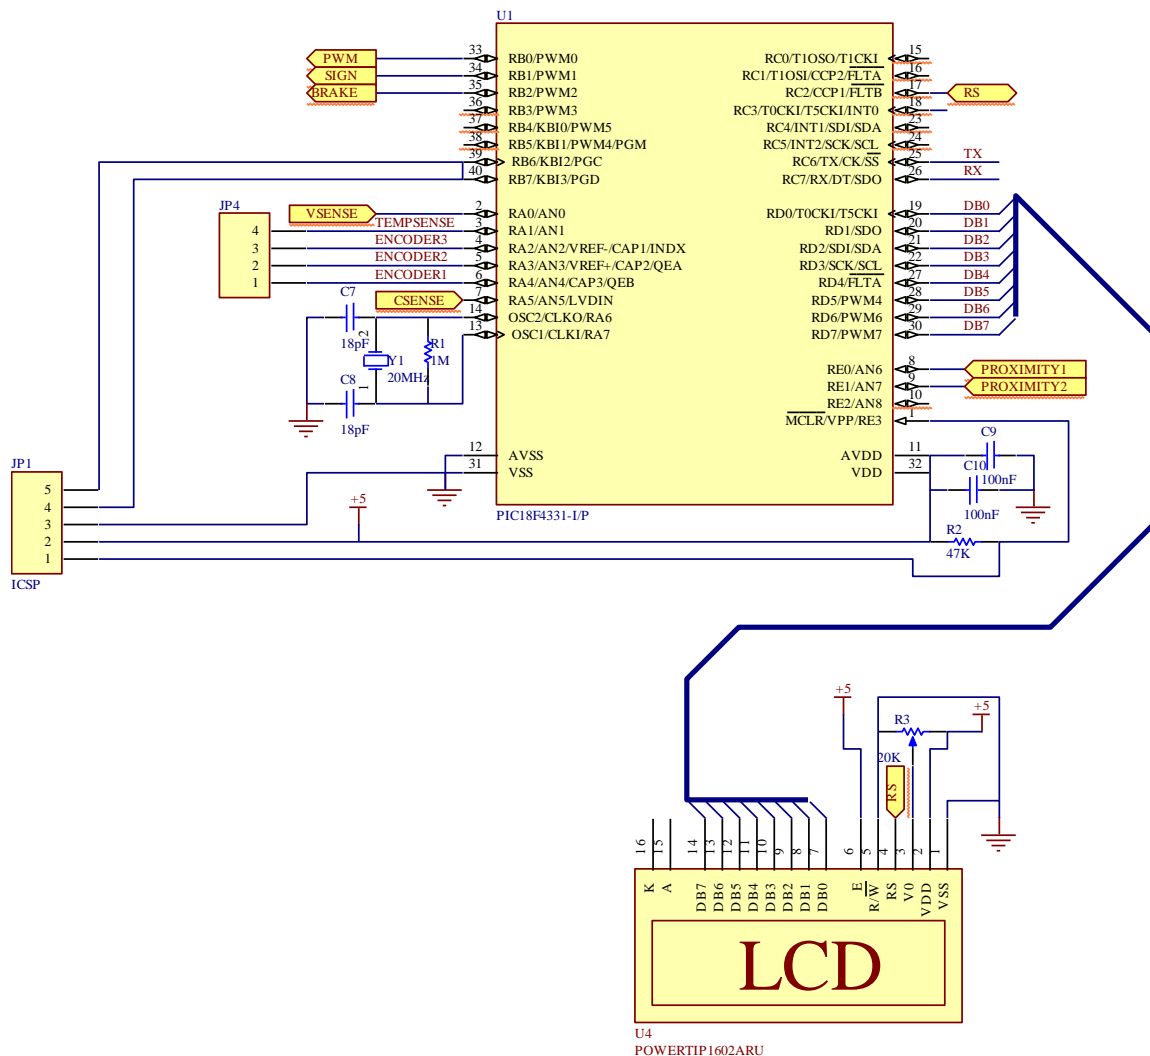 U1
PWM
SIGN
BRAKE
33
34
35
36
37
38
39
40
RB0/PWM0
RB1/PWM1
RB2/PWM2
RB3/PWM3
RB4/KBI0/PWM5
RB5/KBI1/PWM4/PGM
RB6/KBI2/PGC
RB7/KBI3/PGD
RC0/T1OSO/T1CKI
RC1/T1OSI/CCP2/FLTA
RC2/CCP1/FLTB
RC3/T0CKI/T5CKI/INT0
RC4/INT1/SDI/SDA
RC5/INT2/SCK/SCL
RC6/TX/CK/SS
RC7/RX/DT/SDO
15
16
17
18
23
24
25
26
RS
TX
RX
JP4
4
3
2
1
VSENSE
TEMPSENSE
ENCODER3
ENCODER2
ENCODER1
CSENSE
2
3
4
5
6
7
14
13
RA0/AN0
RA1/AN1
RA2/AN2/VREF-/CAP1/INDX
RA3/AN3/VREF+/CAP2/QEA
RA4/AN4/CAP3/QEB
RA5/AN5/LVDIN
OSC2/CLKO/RA6
OSC1/CLKI/RA7
RD0/T0CKI/T5CKI
RD1/SDO
RD2/SDI/SDA
RD3/SCK/SCL
RD4/FLTA
RD5/PWM4
RD6/PWM6
RD7/PWM7
19
20
21
22
27
28
29
30
DB0
DB1
DB2
DB3
DB4
DB5
DB6
DB7
C7
18pF
2
Y1
20MHz
1
R1
1M
C8
18pF
RE0/AN6
RE1/AN7
RE2/AN8
MCLR/VPP/RE3
8
9
10
1
PROXIMITY1
PROXIMITY2
12
31
AVSS
VSS
AVDD
VDD
11
32
C9
100nF
C10
100nF
R2
47K
PIC18F4331-I/P
JP1
5
4
3
2
1
ICSP
+5
+5
R3
20K
+5
RS
16
15
14
13
12
11
10
9
8
7
6
5
4
3
2
1
K
A
DB7
DB6
DB5
DB4
DB3
DB2
DB1
DB0
E
R/W
RS
V0
VDD
VSS
LCD
U4
POWERTIP1602ARU